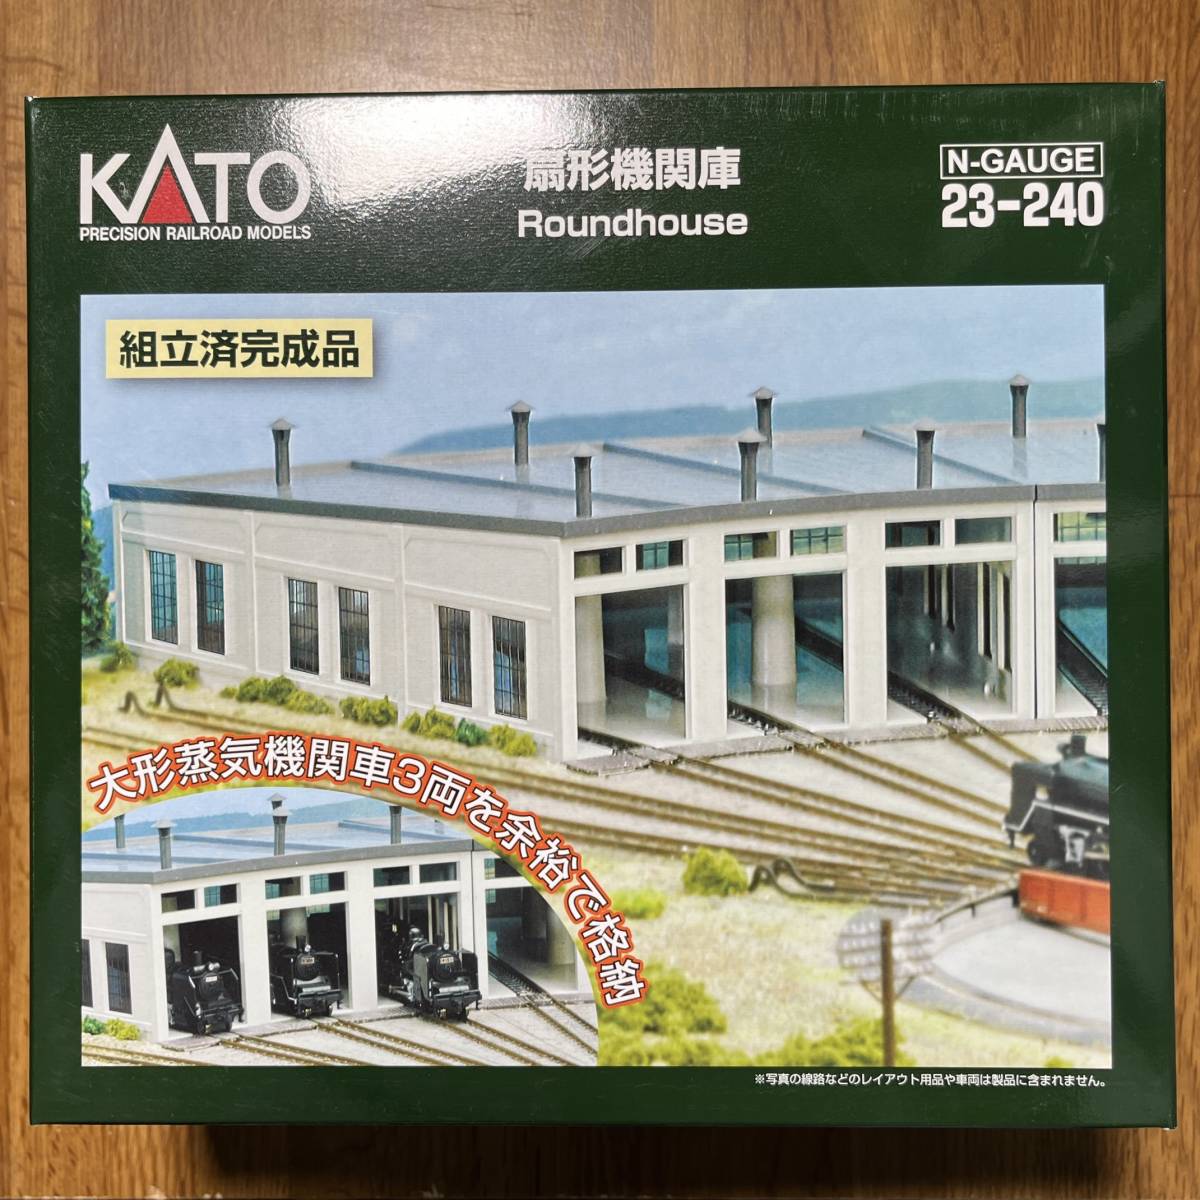 KATO
PRECISION RAILROAD MODELS
扇形機関庫
Roundhouse
N-GAUGE
23-240
組立済完成品
大形蒸気機関車3両を余裕で格納
※写真の線路などのレイアウト用品や車両は製品に含まれません。